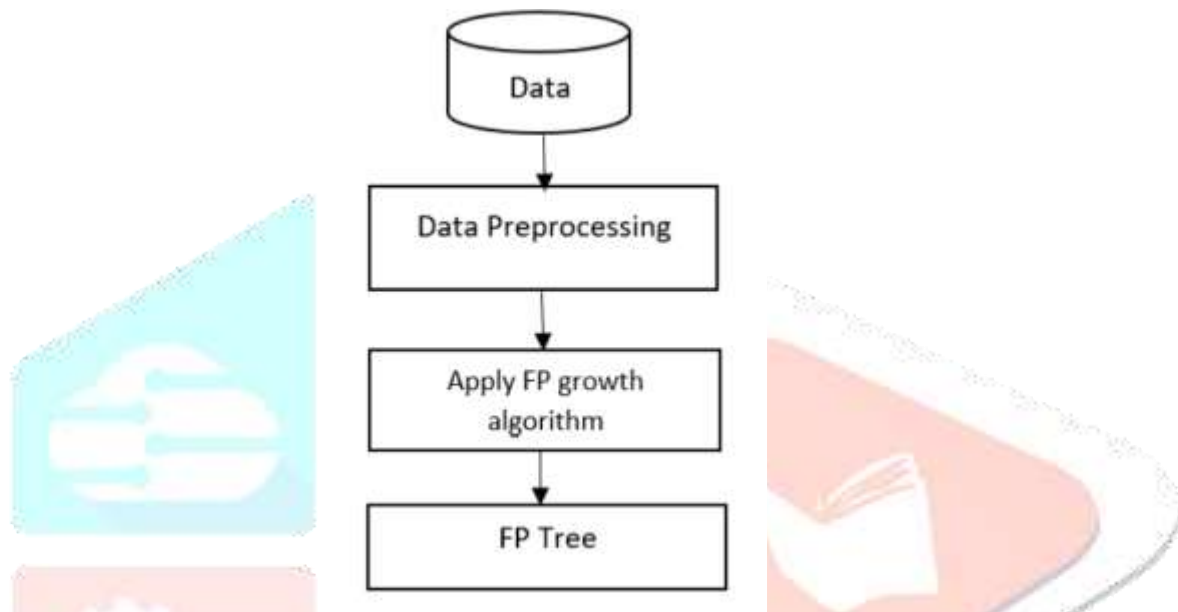 Data
Data Preprocessing
Apply FP growth
algorithm
FP Tree